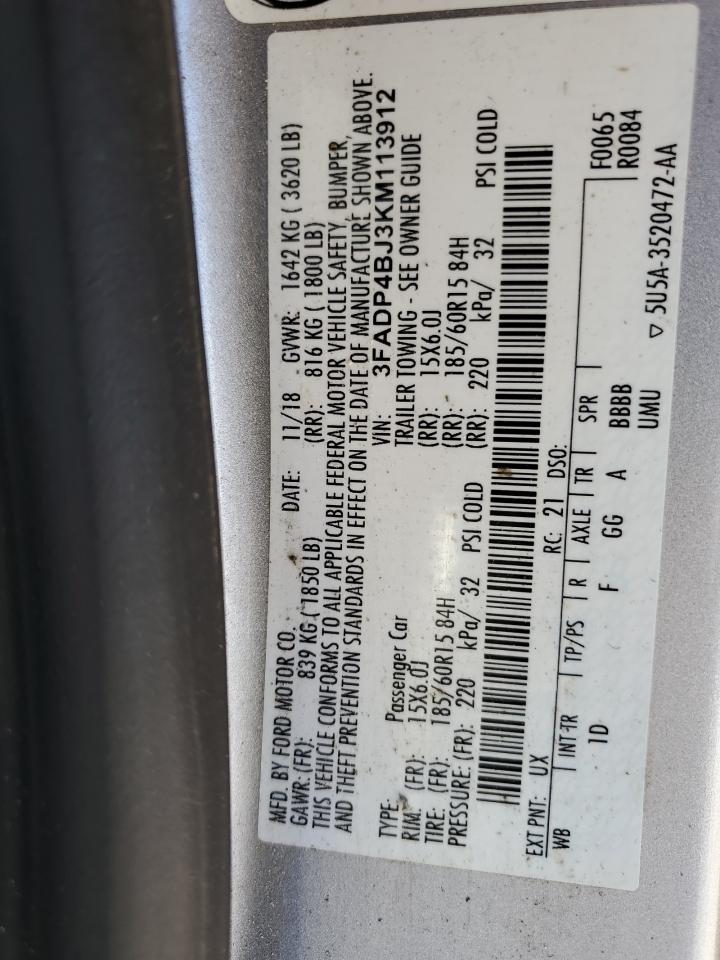 MFD. BY FORD MOTOR CO. DATE: 11/18 GVWR: 1642 KG ( 3620 LB)
GAWR: (FR): 839 KG ( 1850 LB) (RR): 816 KG ( 1800 LB)
THIS VEHICLE CONFORMS TO ALL APPLICABLE FEDERAL MOTOR VEHICLE SAFETY, BUMPER,
AND THEFT PREVENTION STANDARDS IN EFFECT ON THE DATE OF MANUFACTURE SHOWN ABOVE.
VIN: 3FADP4BJ3KM113912
TYPE: Passenger Car TRAILER TOWING - SEE OWNER GUIDE
RIM: (FR): 15X6.0J (RR): 15X6.0J
TIRE: (FR): 185/60R15 84H (RR): 185/60R15 84H
PRESSURE: (FR): 220 kPa/ 32 PSI COLD (RR): 220 kPa/ 32 PSI COLD
EXT PNT: UX RC: 21 DSO:
WB INT TR TP/PS R AXLE TR SPR F0065
1D F GG A BBBB R0084
UMU ▽ 5U5A-3520472-AA